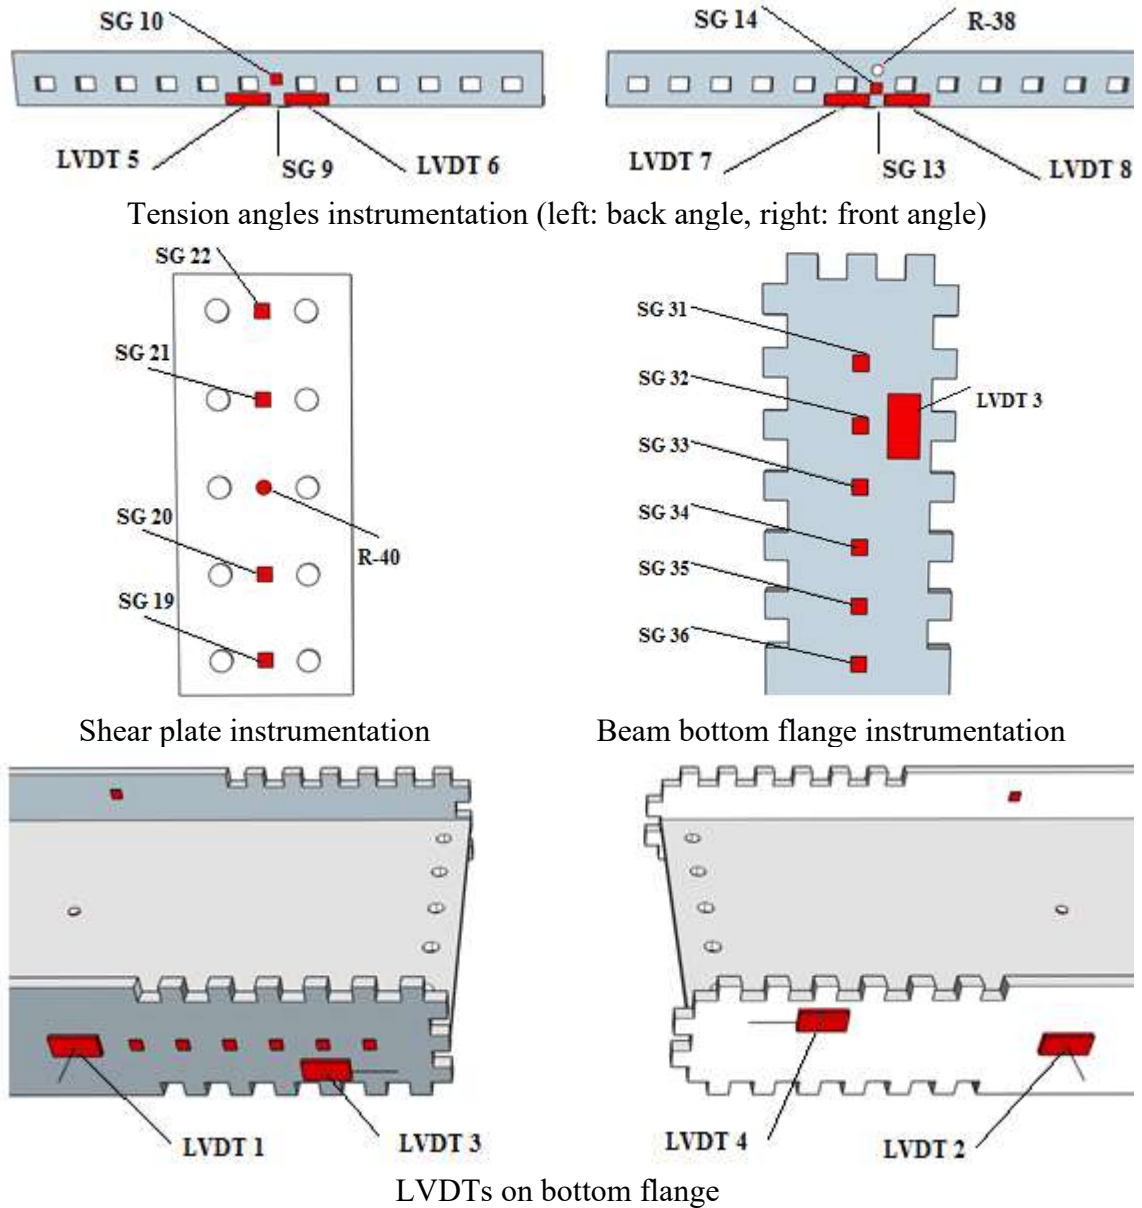 SG 10
LVDT 5
SG 9
LVDT 6
SG 14
R-38
LVDT 7
SG 13
LVDT 8
Tension angles instrumentation (left: back angle, right: front angle)
SG 22
SG 21
SG 20
R-40
SG 19
Shear plate instrumentation
SG 31
SG 32
LVDT 3
SG 33
SG 34
SG 35
SG 36
Beam bottom flange instrumentation
LVDT 1
LVDT 3
LVDT 4
LVDT 2
LVDTs on bottom flange